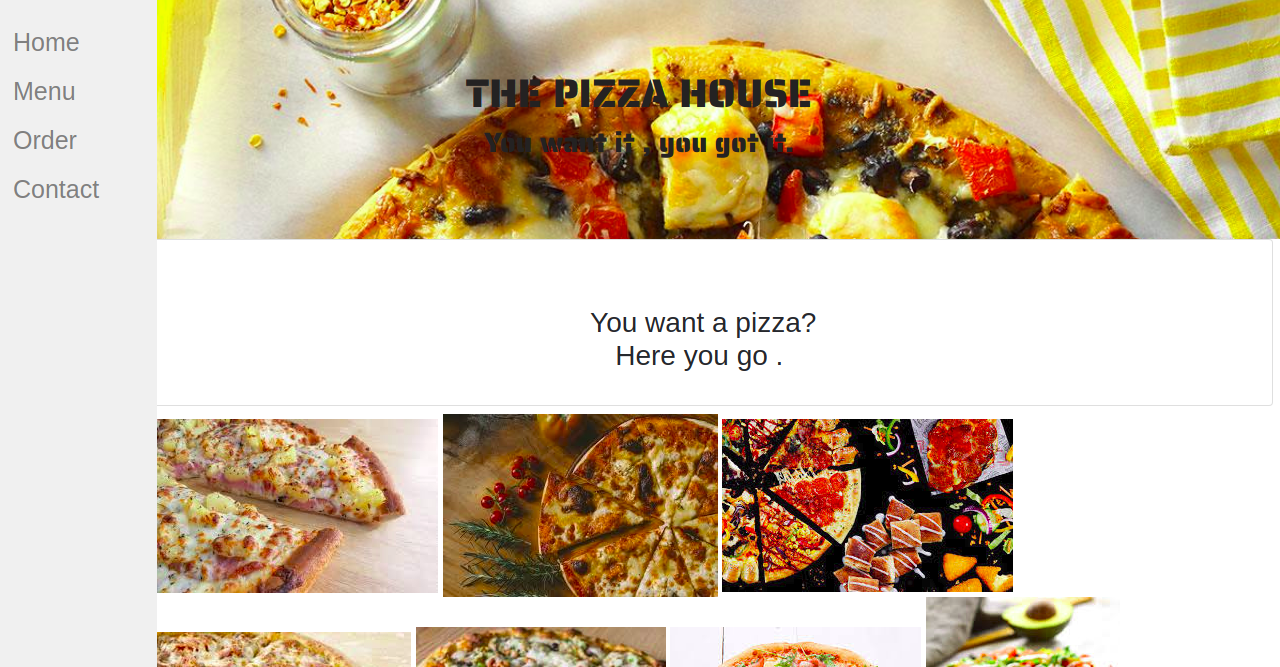 Home
Menu
Order
Contact
THE PIZZA HOUSE
You want it , you got it.
You want a pizza?
Here you go .